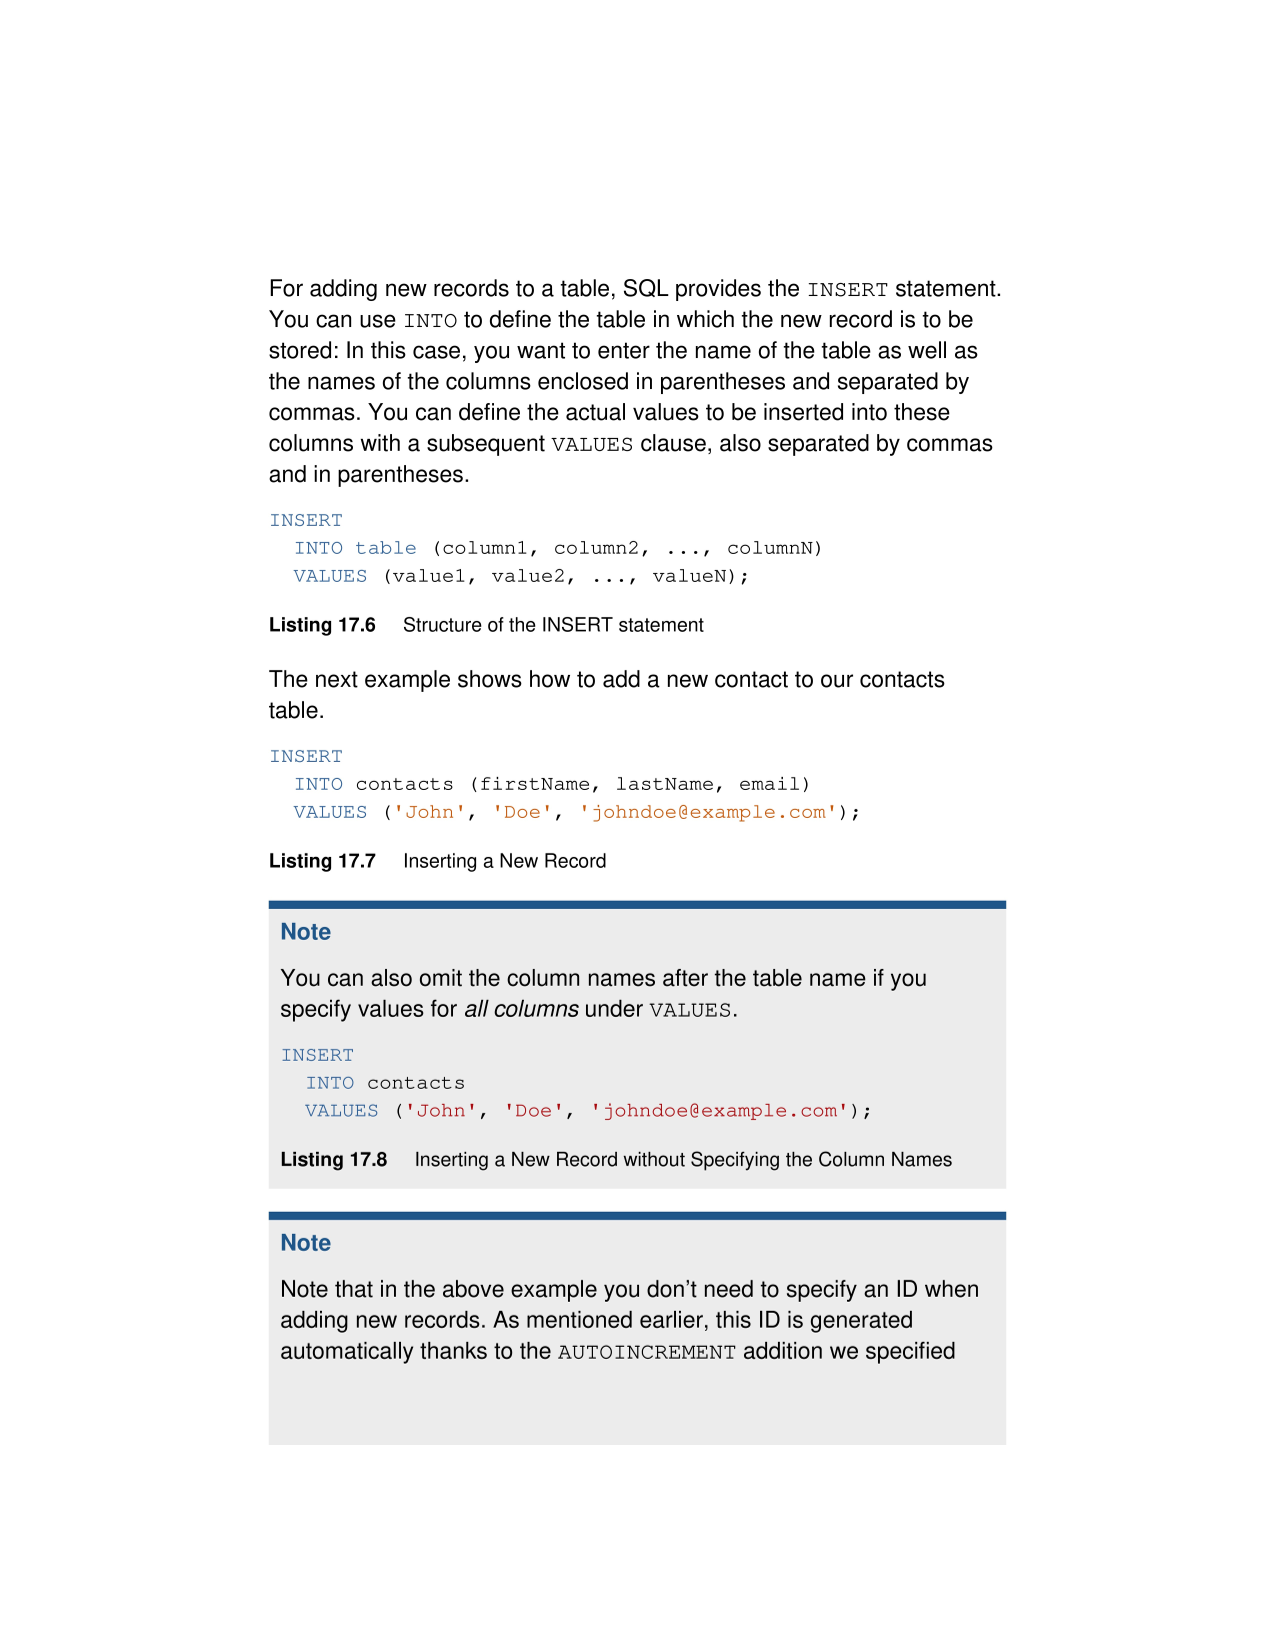 For adding new records to a table, SQL provides the INSERT statement.
You can use INTO to define the table in which the new record is to be
stored: In this case, you want to enter the name of the table as well as
the names of the columns enclosed in parentheses and separated by
commas. You can define the actual values to be inserted into these
columns with a subsequent VALUES clause, also separated by commas
and in parentheses.
INSERT
  INTO table (column1, column2, ..., columnN)
  VALUES (value1, value2, ..., valueN);
Listing 17.6 Structure of the INSERT statement
The next example shows how to add a new contact to our contacts
table.
INSERT
  INTO contacts (firstName, lastName, email)
  VALUES ('John', 'Doe', 'johndoe@example.com');
Listing 17.7 Inserting a New Record
Note
You can also omit the column names after the table name if you
specify values for all columns under VALUES.
INSERT
  INTO contacts
  VALUES ('John', 'Doe', 'johndoe@example.com');
Listing 17.8 Inserting a New Record without Specifying the Column Names
Note
Note that in the above example you don’t need to specify an ID when
adding new records. As mentioned earlier, this ID is generated
automatically thanks to the AUTOINCREMENT addition we specified